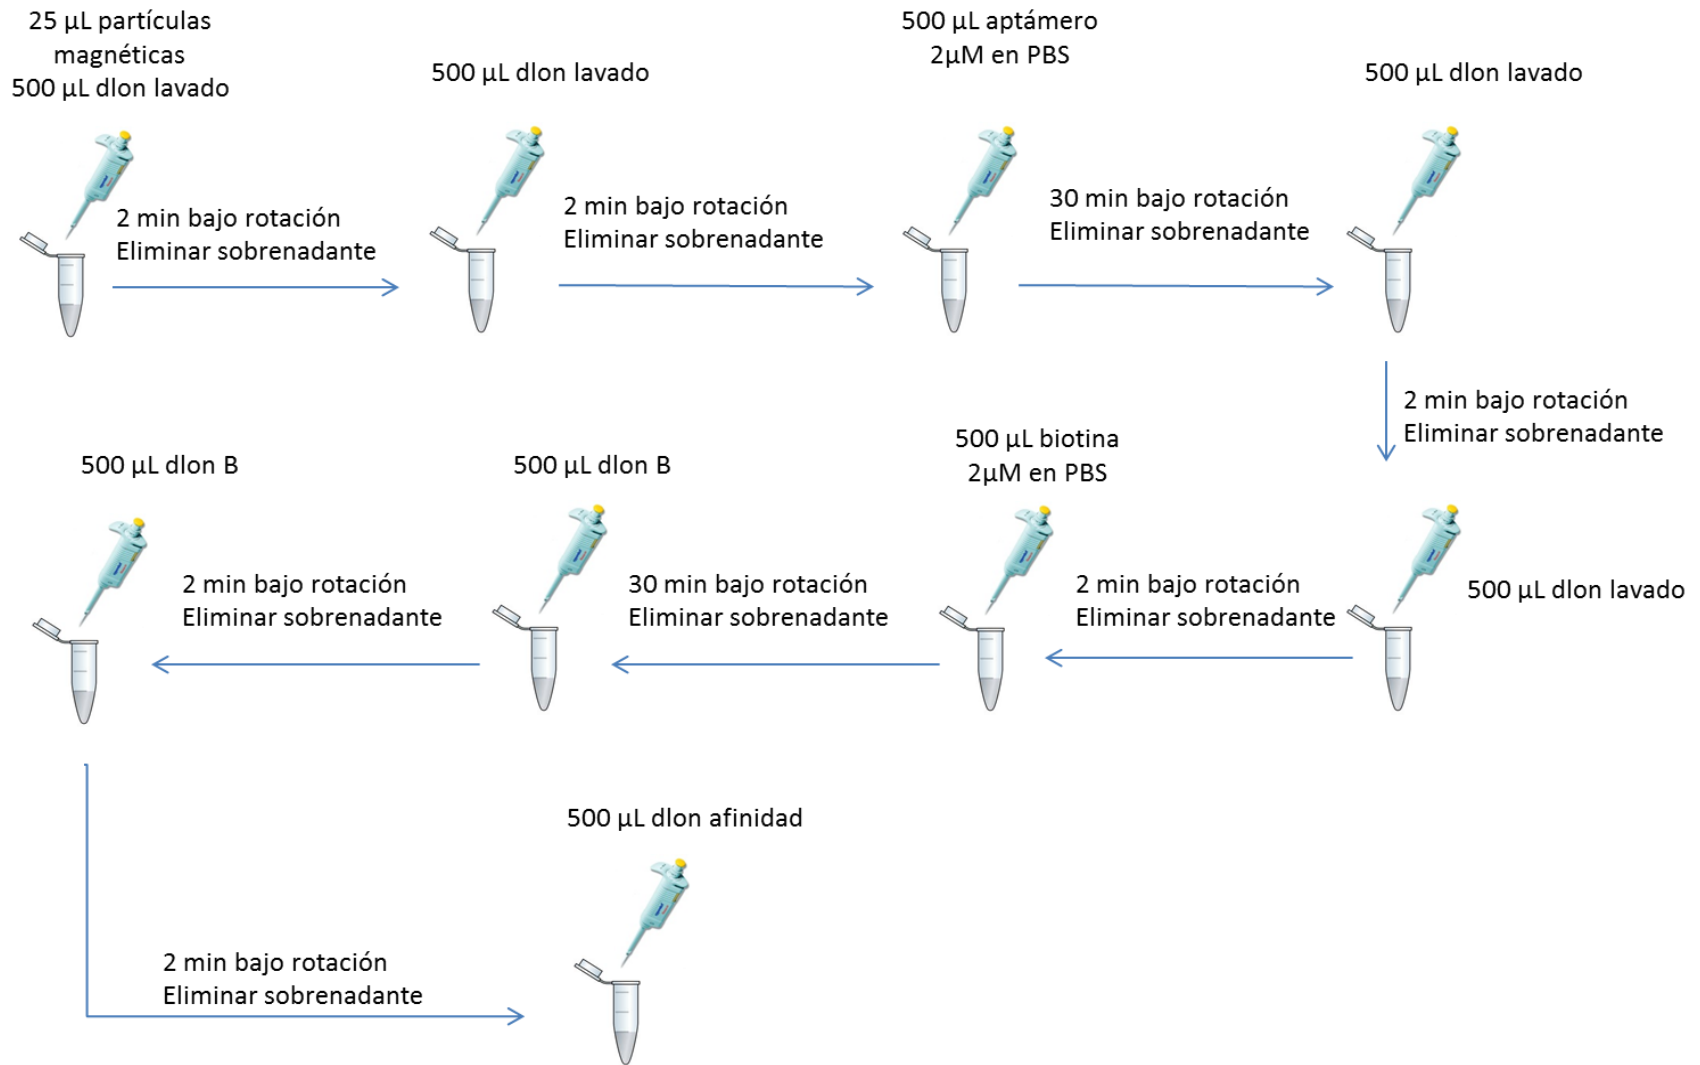 25 µL partículas
magnéticas
500 µL dlon lavado
500 µL dlon lavado
500 µL aptámero
2µM en PBS
500 µL dlon lavado
2 min bajo rotación
Eliminar sobrenadante
2 min bajo rotación
Eliminar sobrenadante
30 min bajo rotación
Eliminar sobrenadante
2 min bajo rotación
Eliminar sobrenadante
500 µL dlon lavado
2 min bajo rotación
Eliminar sobrenadante
500 µL biotina
2µM en PBS
30 min bajo rotación
Eliminar sobrenadante
500 µL dlon B
2 min bajo rotación
Eliminar sobrenadante
500 µL dlon B
2 min bajo rotación
Eliminar sobrenadante
500 µL dlon afinidad